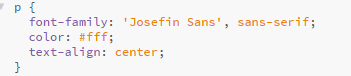 p {
font-family: 'Josefin Sans', sans-serif;
color: #fff;
text-align: center;
}